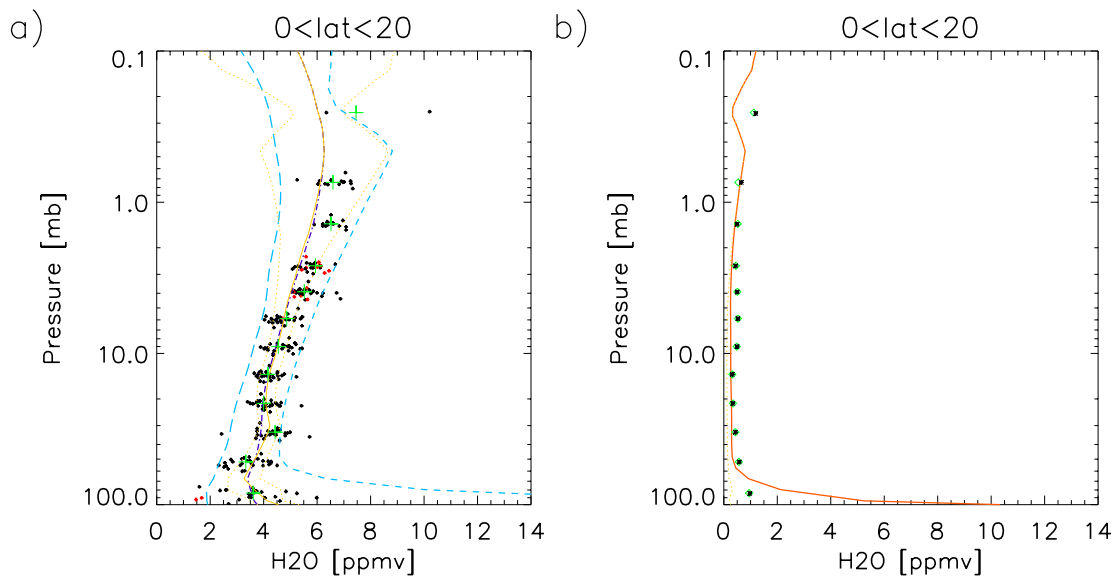 a)
0<lat<20
0.1
1.0
10.0
100.0
Pressure [mb]
0 2 4 6 8 10 12 14
H2O [ppmv]
b)
0<lat<20
0.1
1.0
10.0
100.0
Pressure [mb]
0 2 4 6 8 10 12 14
H2O [ppmv]